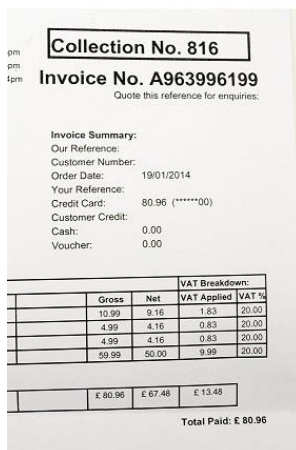 Collection No. 816
pm
pm
4pm
Invoice No. A963996199
Quote this reference for enquiries:
Invoice Summary:
Our Reference:
Customer Number:
Order Date: 19/01/2014
Your Reference:
Credit Card: 80.96 (******00)
Customer Credit:
Cash: 0.00
Voucher: 0.00
VAT Breakdown:
Gross Net VAT Applied VAT %
10.99 9.16 1.83 20.00
4.99 4.16 0.83 20.00
4.99 4.16 0.83 20.00
59.99 50.00 9.99 20.00
£ 80.96 £ 67.48 £ 13.48
Total Paid: £ 80.96